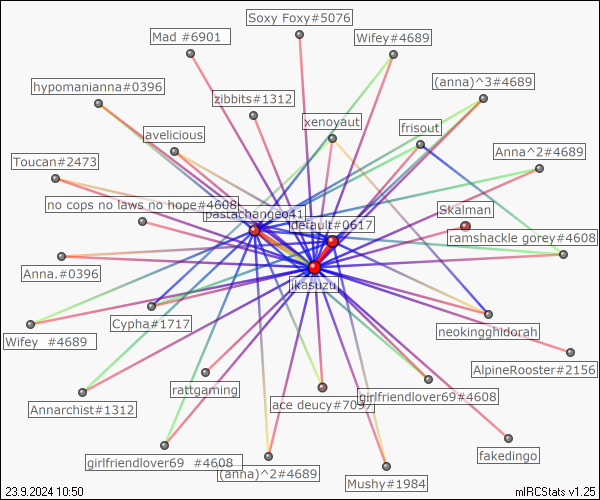 Soxy Foxy#5076
Mad #6901
Wifey#4689
hypomanianna#0396
(anna)^3#4689
zibbits#1312
xenoyaut
frisout
avelicious
Anna^2#4689
Toucan#2473
no cops no laws no hope#4608
Skalman
pastachangeo41
default#0617
ramshackle gorey#4608
Anna.#0396
jkasuzu
Cypha#1717
neokingghidorah
Wifey #4689
AlpineRooster#2156
rattgaming
girlfriendlover69#4608
ace deucy#7097
Annarchist#1312
fakedingo
girlfriendlover69 #4608
(anna)^2#4689
Mushy#1984
23.9.2024 10:50
mIRCStats v1.25